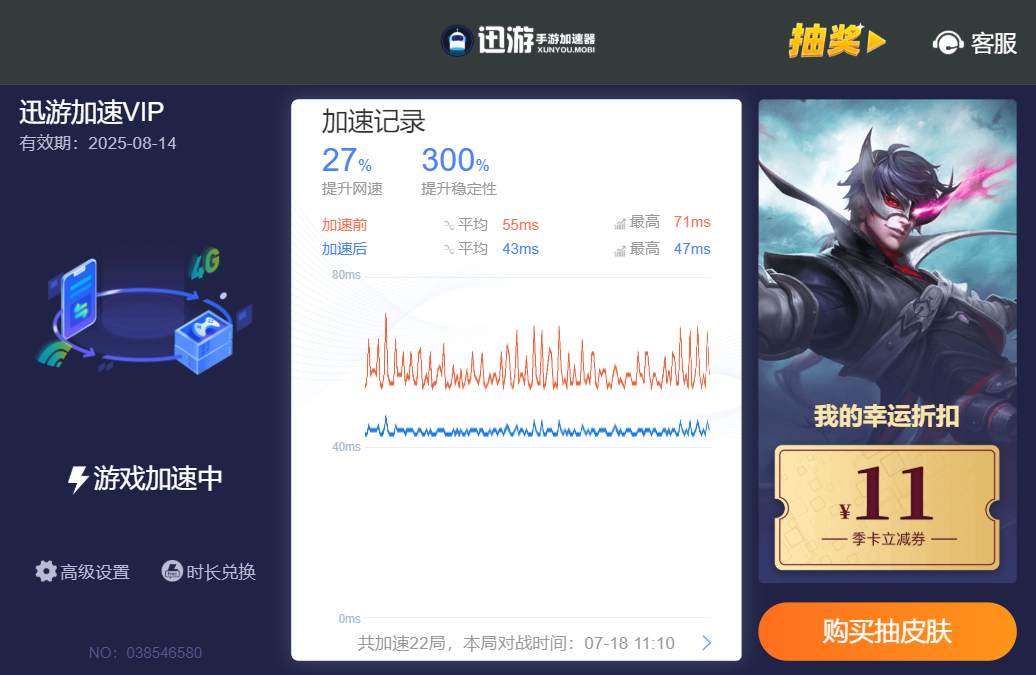 迅游手游加速器
XUNYOU.MOBI
抽奖
客服
迅游加速VIP
有效期：2025-08-14
4G
游戏加速中
高级设置
时长兑换
NO：038546580
加速记录
27%
300%
提升网速
提升稳定性
加速前 平均 55ms 最高 71ms
加速后 平均 43ms 最高 47ms
80ms
40ms
0ms
共加速22局，本局对战时间：07-18 11:10
我的幸运折扣
¥11
季卡立减券
购买抽皮肤